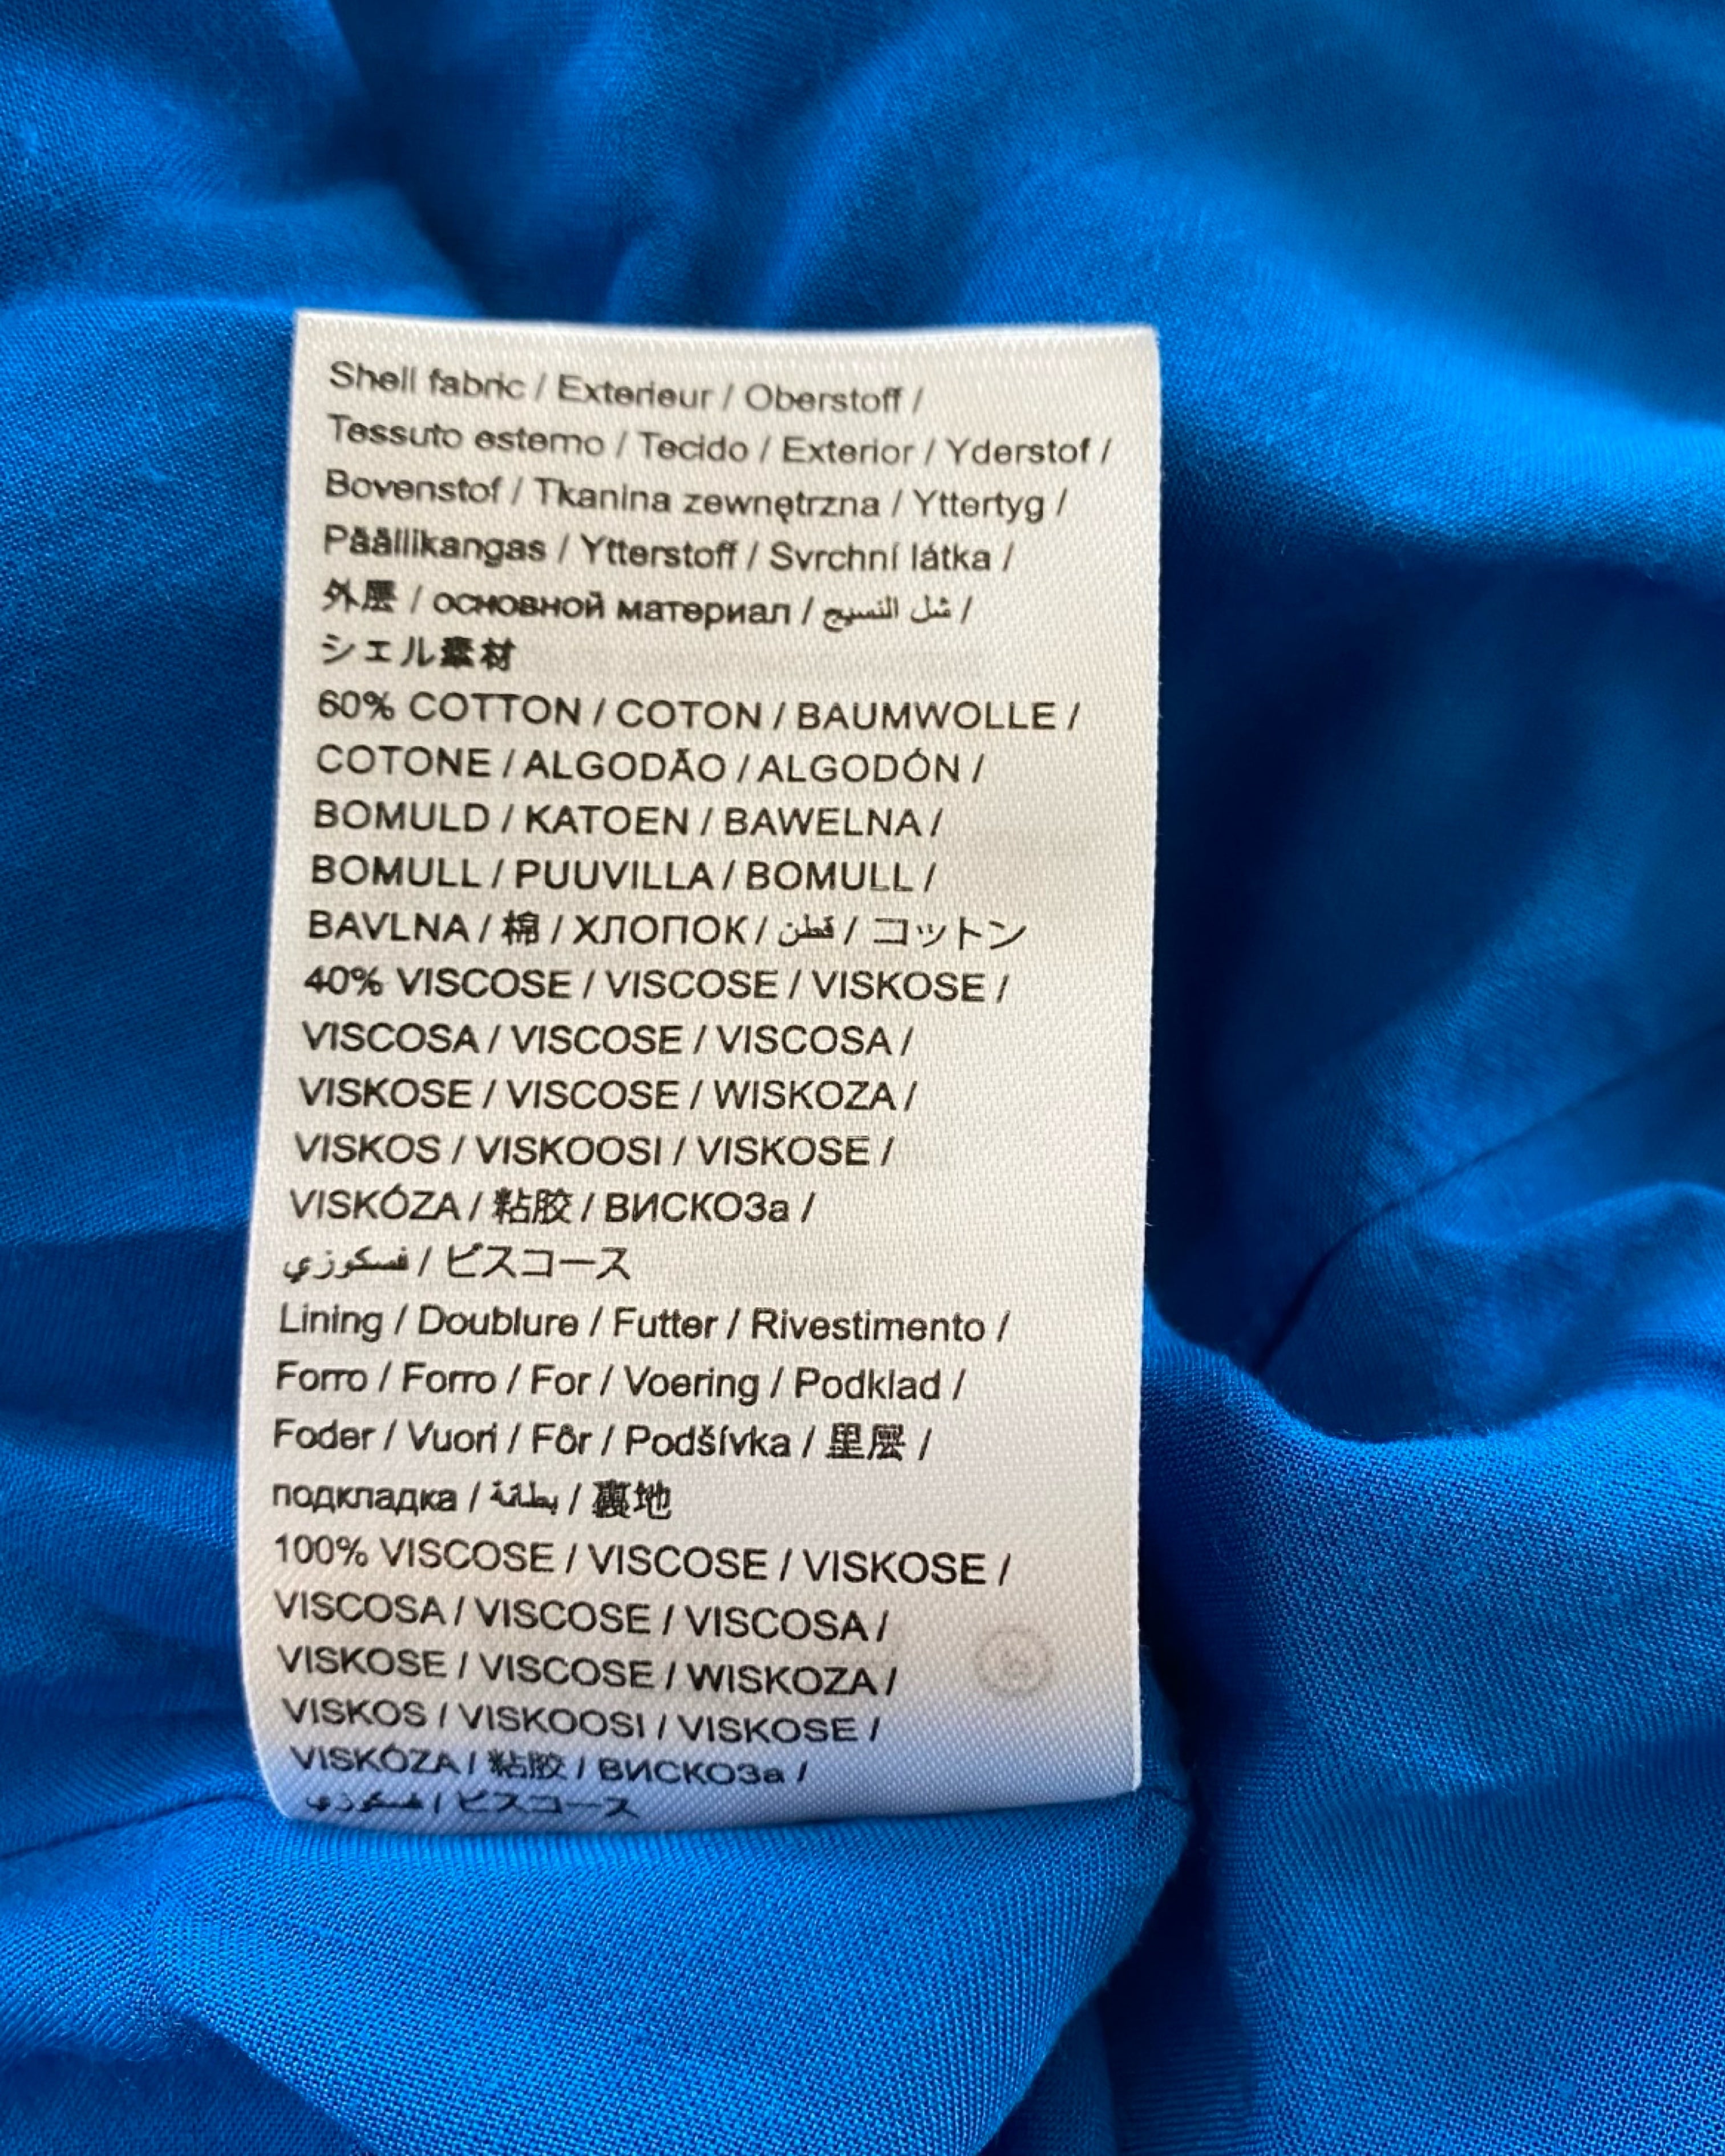 Shell fabric / Exterieur / Oberstoff /
Tessuto esterno / Tecido / Exterior / Yderstof /
Bovenstof / Tkanina zewnętrzna / Yttertyg /
Päällikangas / Ytterstoff / Svrchní látka /
外层 / основной материал / شل النسيج /
シェル素材
60% COTTON / COTON / BAUMWOLLE /
COTONE / ALGODÃO / ALGODÓN /
BOMULD / KATOEN / BAWELNA /
BOMULL / PUUVILLA / BOMULL /
BAVLNA / 棉 / ХЛОПОК / قطن / コットン
40% VISCOSE / VISCOSE / VISKOSE /
VISCOSA / VISCOSE / VISCOSA /
VISKOSE / VISCOSE / WISKOZA /
VISKOS / VISKOOSI / VISKOSE /
VISKÓZA / 粘胶 / ВИСКОЗа /
فسكوزي / ビスコース
Lining / Doublure / Futter / Rivestimento /
Forro / Forro / For / Voering / Podklad /
Foder / Vuori / Fôr / Podšívka / 里层 /
подкладка / بطانة / 裏地
100% VISCOSE / VISCOSE / VISKOSE /
VISCOSA / VISCOSE / VISCOSA /
VISKOSE / VISCOSE / WISKOZA /
VISKOS / VISKOOSI / VISKOSE /
VISKÓZA / 粘胶 / ВИСКОЗа /
فسكوزي / ビスコース